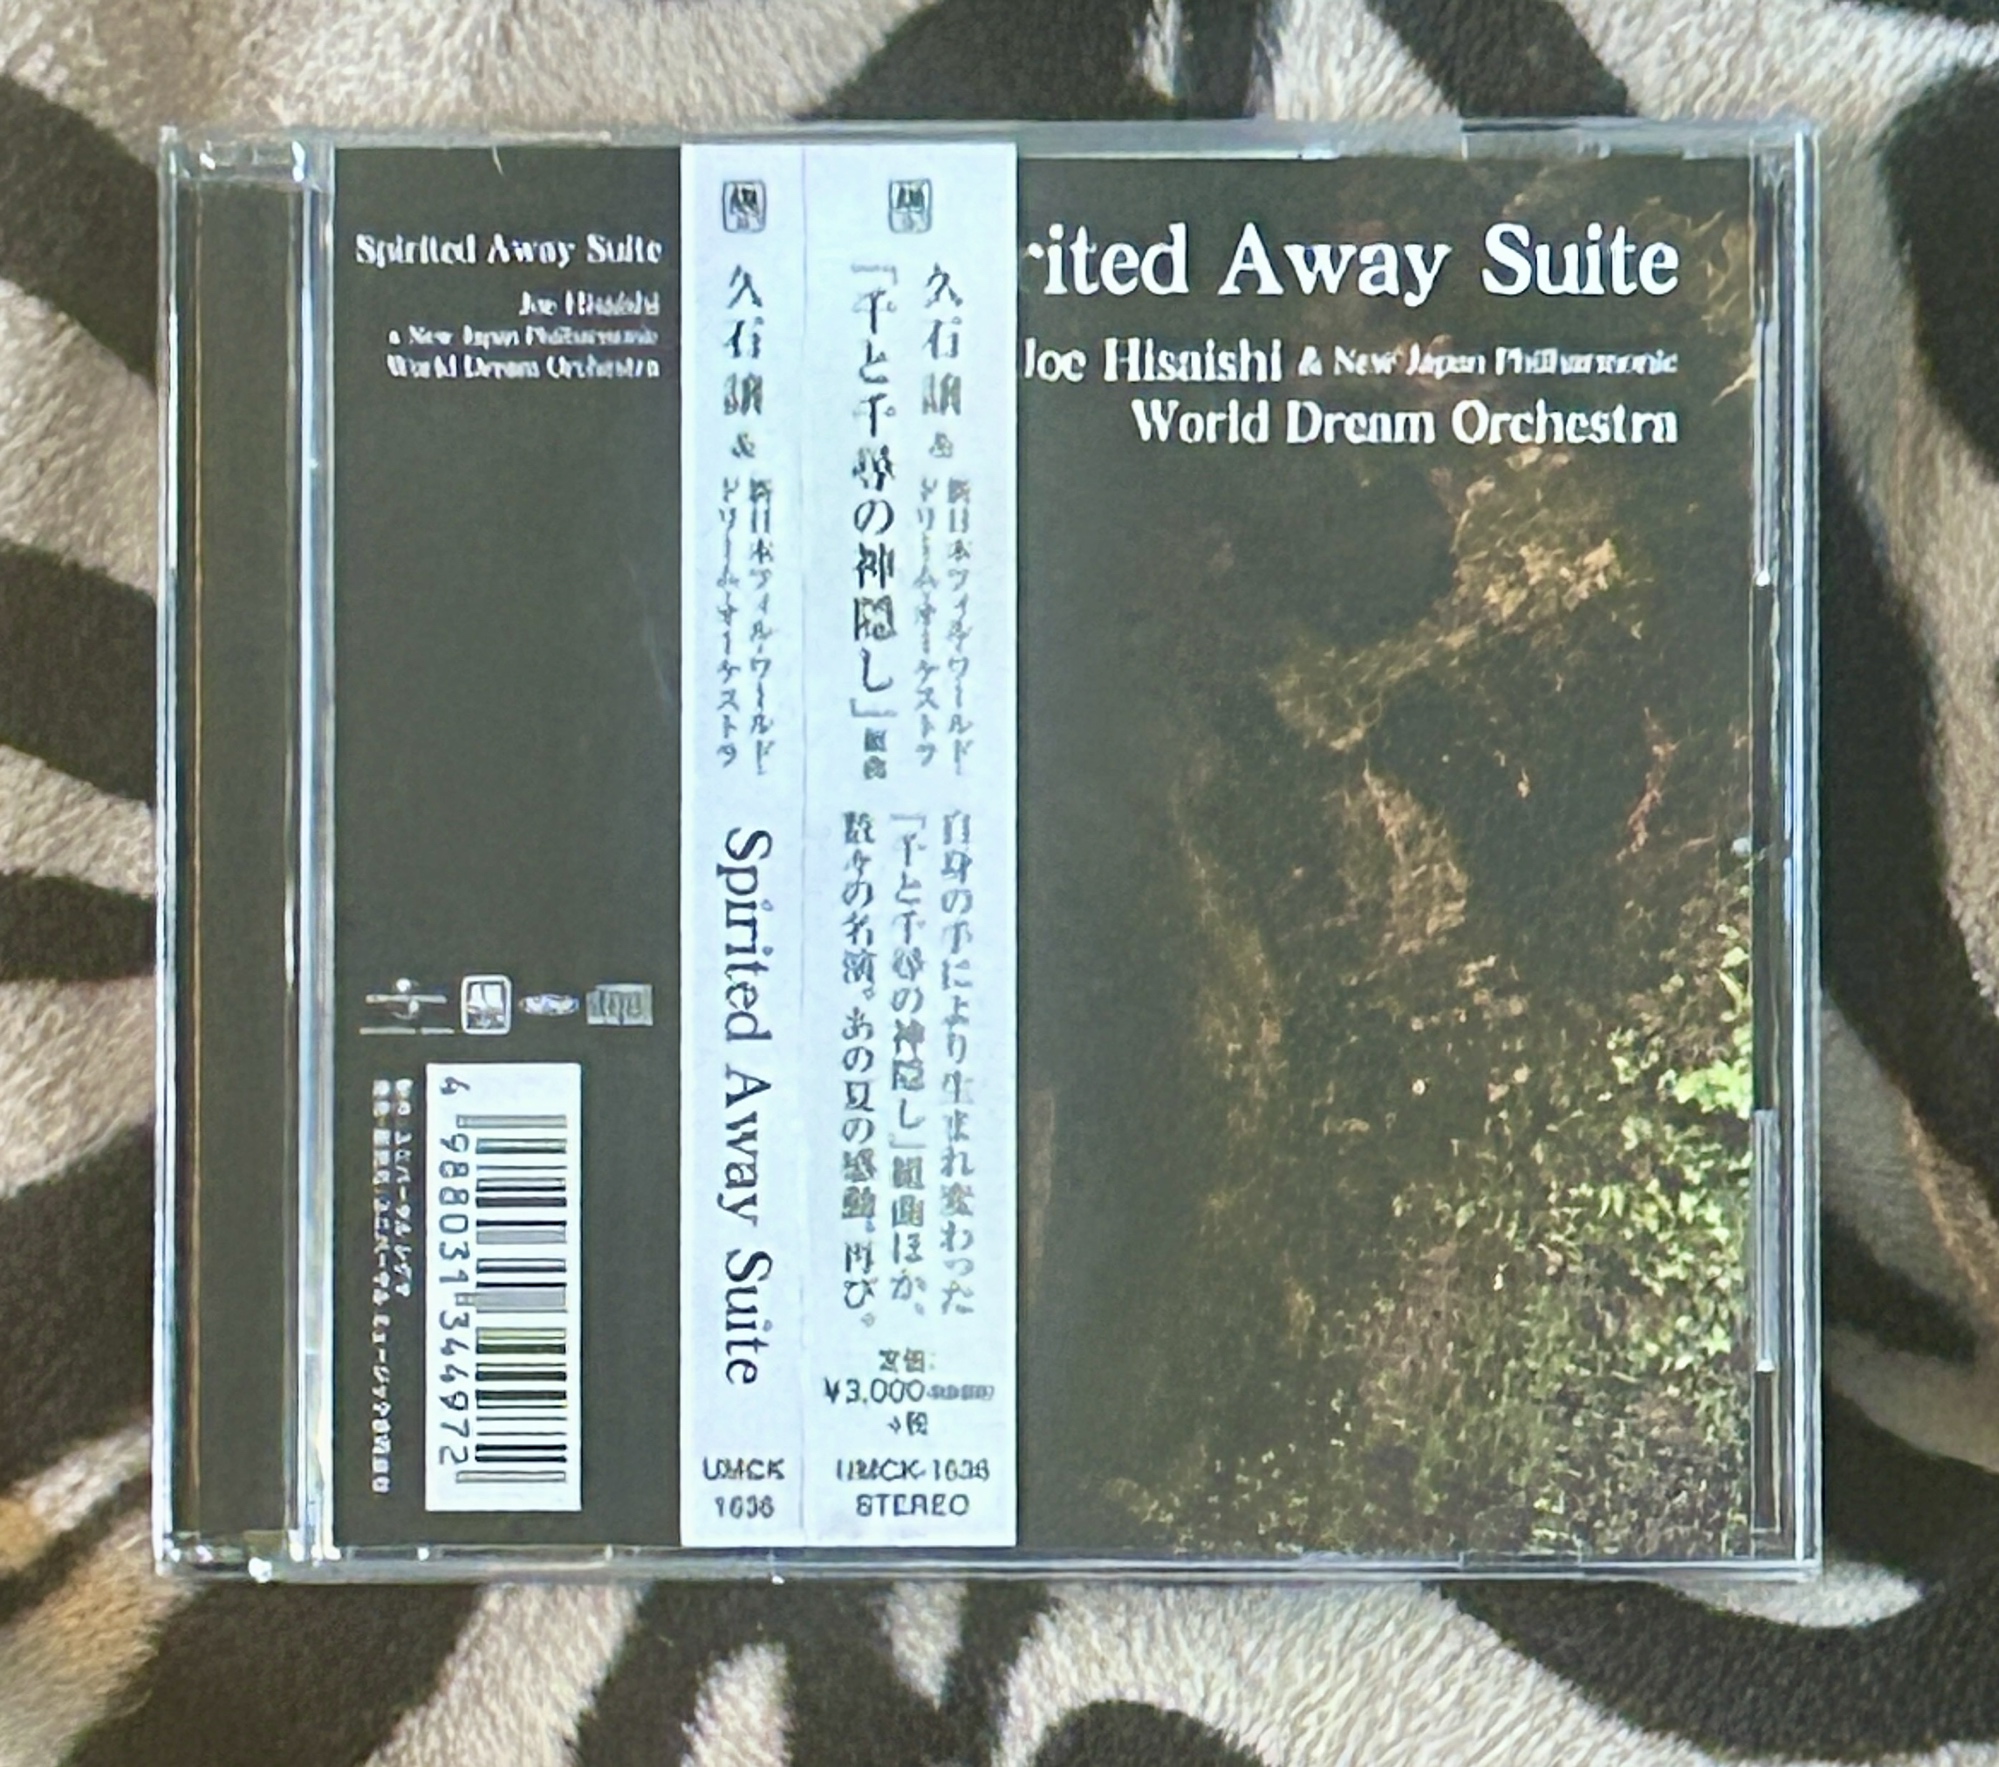 Spirited Away Suite
Joe Hisaishi
& New Japan Philharmonic
World Dream Orchestra
4 988031 344972
久石譲 &
新日本フィル・ワールド・
ドリーム・オーケストラ
Spirited Away Suite
UMCK
1636
久石譲 &
新日本フィル・ワールド・
ドリーム・オーケストラ
『千と千尋の神隠し』組曲
自身の手により生まれ変わった
『千と千尋の神隠し』組曲ほか、
数々の名演。あの夏の感動、再び。
定価:
¥3,000
UMCK-1636
STEREO
rited Away Suite
Joe Hisaishi & New Japan Philharmonic
World Dream Orchestra